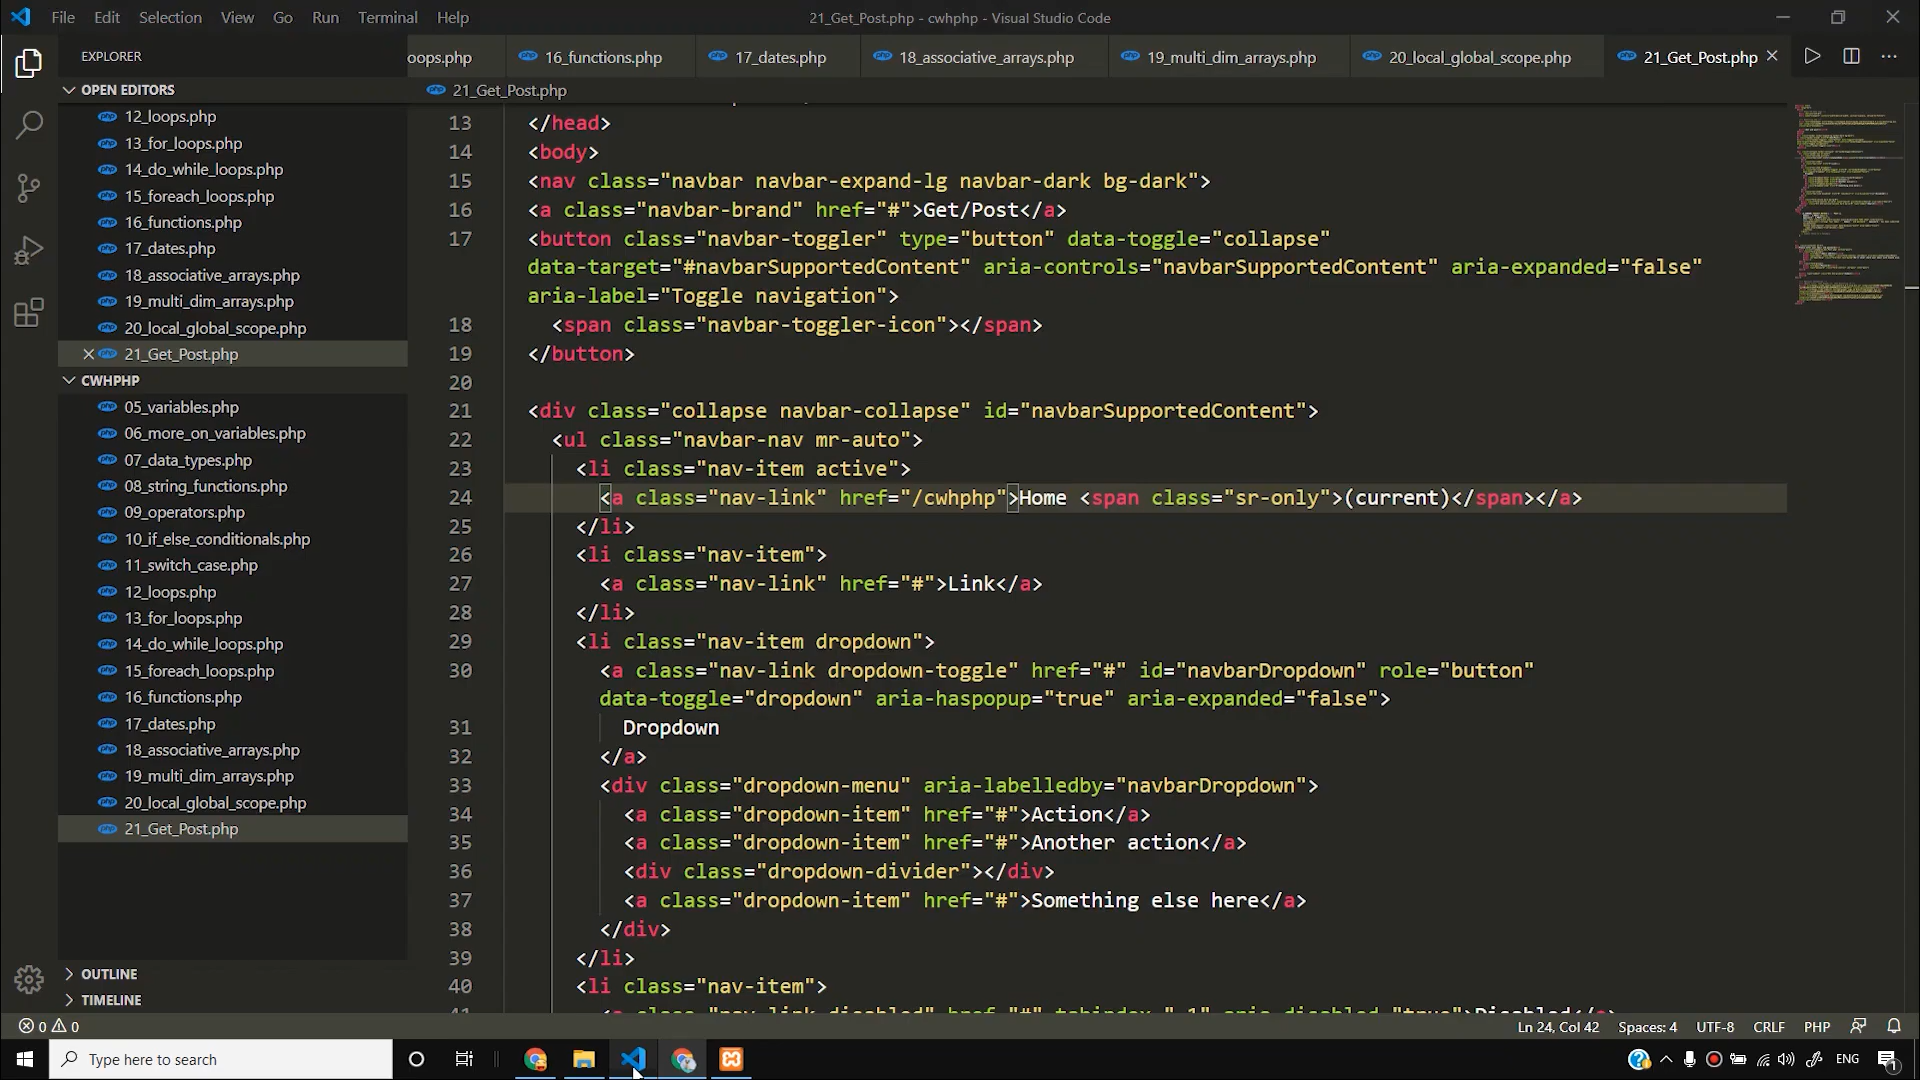 File Edit Selection View Go Run Terminal Help
21_Get_Post.php - cwhphp - Visual Studio Code
EXPLORER
oops.php
16_functions.php
17_dates.php
18_associative_arrays.php
19_multi_dim_arrays.php
20_local_global_scope.php
21_Get_Post.php
OPEN EDITORS
12_loops.php
13_for_loops.php
14_do_while_loops.php
15_foreach_loops.php
16_functions.php
17_dates.php
18_associative_arrays.php
19_multi_dim_arrays.php
20_local_global_scope.php
21_Get_Post.php
CWHPHP
05_variables.php
06_more_on_variables.php
07_data_types.php
08_string_functions.php
09_operators.php
10_if_else_conditionals.php
11_switch_case.php
12_loops.php
13_for_loops.php
14_do_while_loops.php
15_foreach_loops.php
16_functions.php
17_dates.php
18_associative_arrays.php
19_multi_dim_arrays.php
20_local_global_scope.php
21_Get_Post.php
OUTLINE
TIMELINE
21_Get_Post.php
13 </head>
14 <body>
15 <nav class="navbar navbar-expand-lg navbar-dark bg-dark">
16 <a class="navbar-brand" href="#">Get/Post</a>
17 <button class="navbar-toggler" type="button" data-toggle="collapse"
data-target="#navbarSupportedContent" aria-controls="navbarSupportedContent" aria-expanded="false"
aria-label="Toggle navigation">
18 <span class="navbar-toggler-icon"></span>
19 </button>
20
21 <div class="collapse navbar-collapse" id="navbarSupportedContent">
22 <ul class="navbar-nav mr-auto">
23 <li class="nav-item active">
24 <a class="nav-link" href="/cwhphp">Home <span class="sr-only">(current)</span></a>
25 </li>
26 <li class="nav-item">
27 <a class="nav-link" href="#">Link</a>
28 </li>
29 <li class="nav-item dropdown">
30 <a class="nav-link dropdown-toggle" href="#" id="navbarDropdown" role="button"
data-toggle="dropdown" aria-haspopup="true" aria-expanded="false">
31 Dropdown
32 </a>
33 <div class="dropdown-menu" aria-labelledby="navbarDropdown">
34 <a class="dropdown-item" href="#">Action</a>
35 <a class="dropdown-item" href="#">Another action</a>
36 <div class="dropdown-divider"></div>
37 <a class="dropdown-item" href="#">Something else here</a>
38 </div>
39 </li>
40 <li class="nav-item">
41 <a class="nav-link disabled" href="#" tabindex="-1" aria-disabled="true">Disabled</a>
0 0
Ln 24, Col 42 Spaces: 4 UTF-8 CRLF PHP
Type here to search
ENG
1